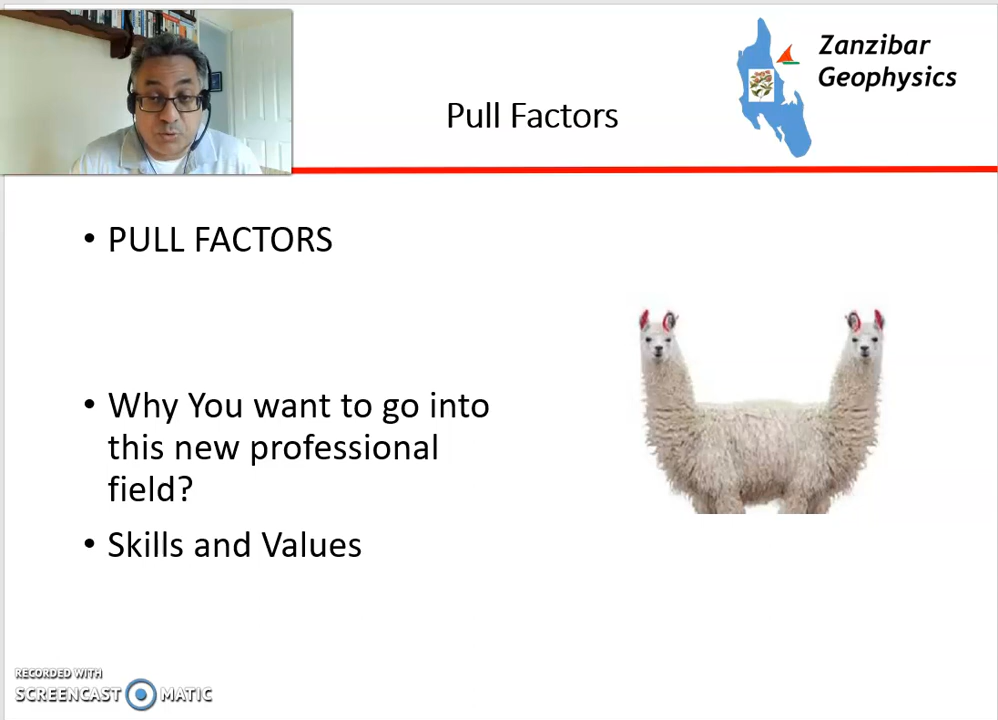 Zanzibar
Geophysics
Pull Factors
• PULL FACTORS
• Why You want to go into
this new professional
field?
• Skills and Values
RECORDED WITH
SCREENCAST MATIC